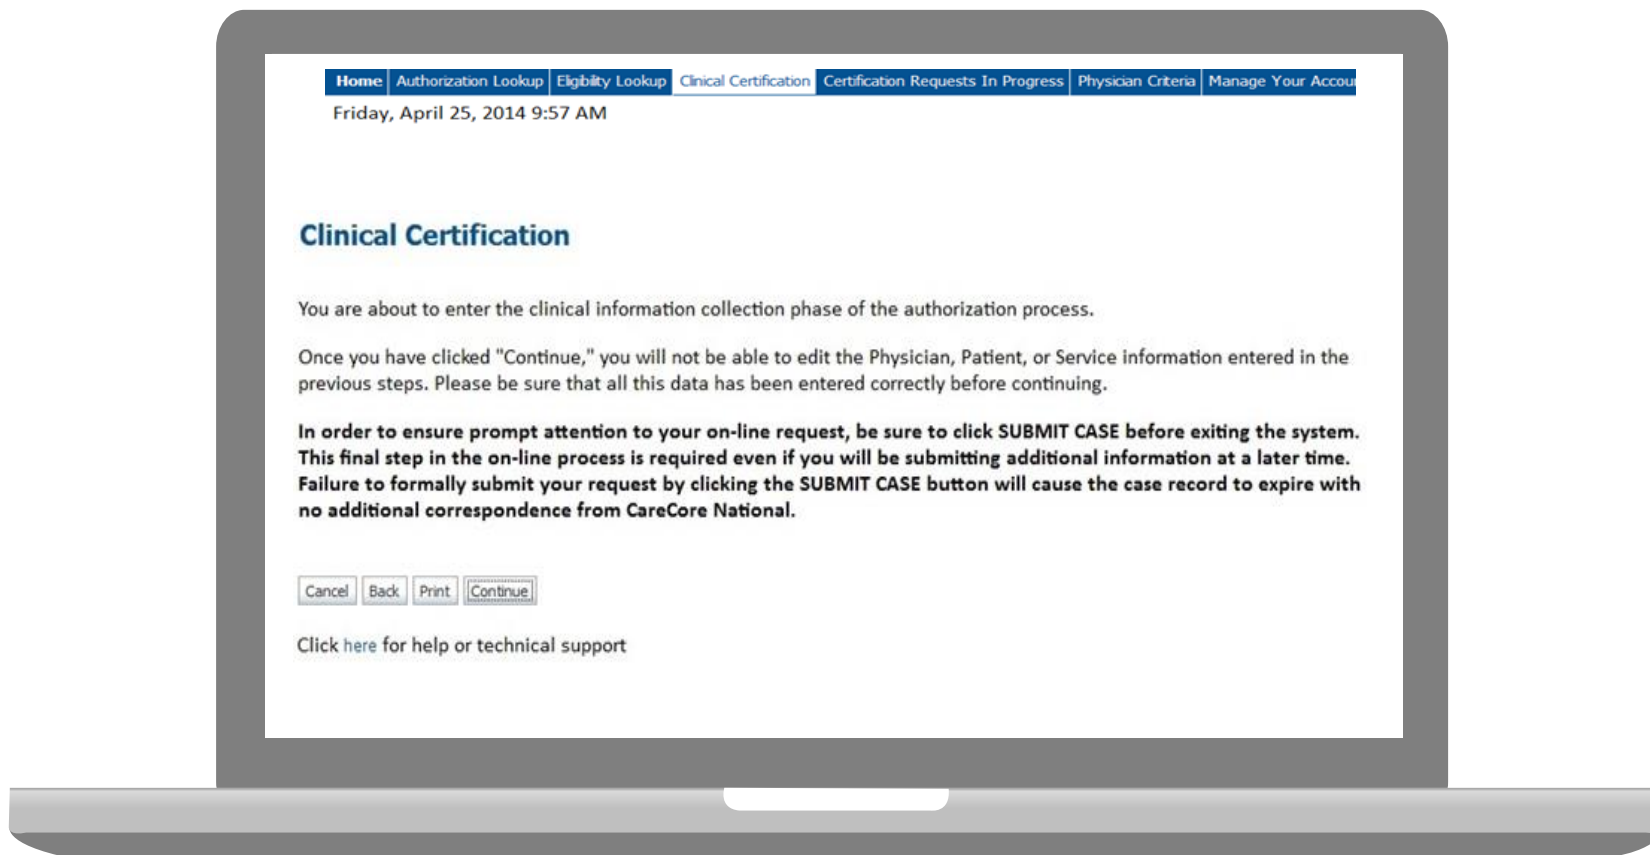 Home Authorization Lookup Eligibility Lookup Clinical Certification Certification Requests In Progress Physician Criteria Manage Your
Friday, April 25, 2014 9:57 AM
Clinical Certification
You are about to enter the clinical information collection phase of the authorization process.
Once you have clicked "Continue," you will not be able to edit the Physician, Patient, or Service information entered in the
previous steps. Please be sure that all this data has been entered correctly before continuing.
In order to ensure prompt attention to your on-line request, be sure to click SUBMIT CASE before exiting the system.
This final step in the on-line process is required even if you will be submitting additional information at a later time.
Failure to formally submit your request by clicking the SUBMIT CASE button will cause the case record to expire with
no additional correspondence from CareCore National.
Cancel Back Print Continue
Click here for help or technical support